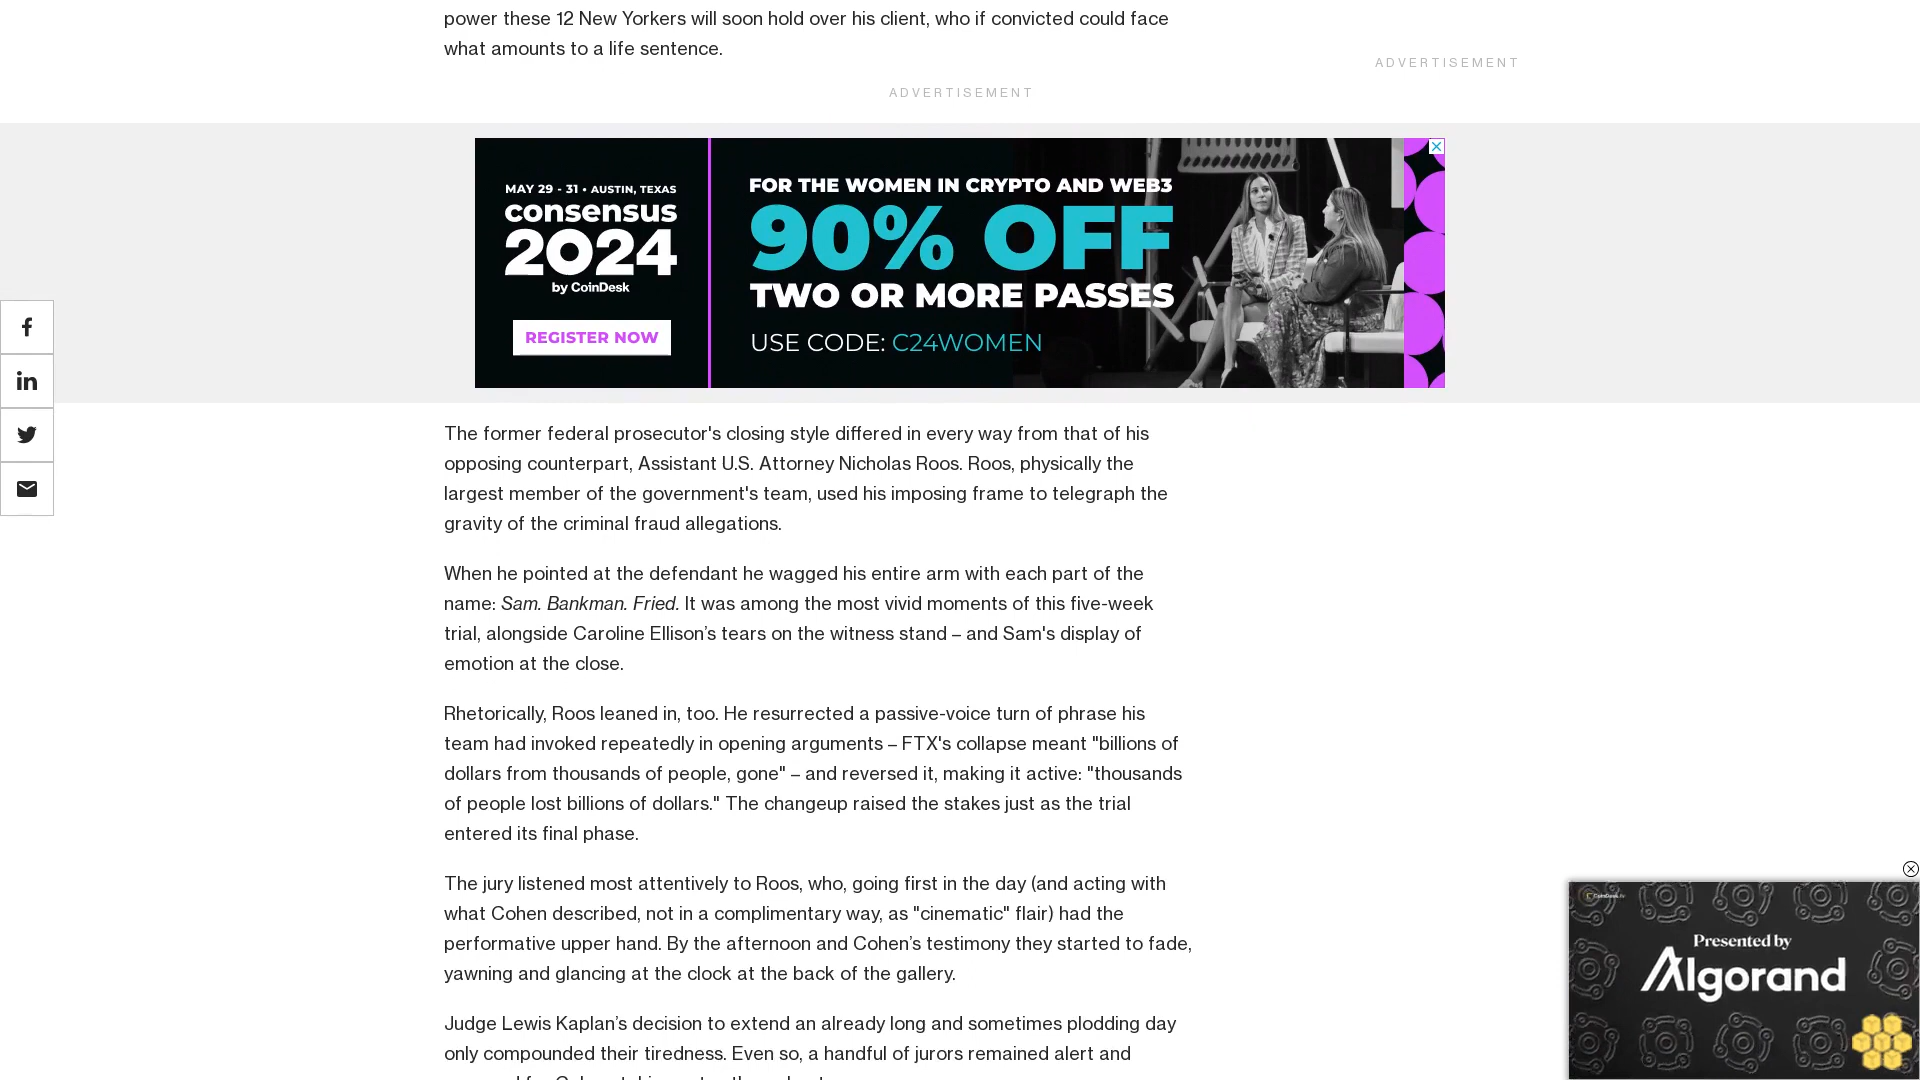 power these 12 New Yorkers will soon hold over his client, who if convicted could face
what amounts to a life sentence.
ADVERTISEMENT
ADVERTISEMENT
MAY 29 - 31 • AUSTIN, TEXAS
consensus
2024
by CoinDesk
REGISTER NOW
FOR THE WOMEN IN CRYPTO AND WEB3
90% OFF
TWO OR MORE PASSES
USE CODE: C24WOMEN
The former federal prosecutor's closing style differed in every way from that of his
opposing counterpart, Assistant U.S. Attorney Nicholas Roos. Roos, physically the
largest member of the government's team, used his imposing frame to telegraph the
gravity of the criminal fraud allegations.
When he pointed at the defendant he wagged his entire arm with each part of the
name: Sam. Bankman. Fried. It was among the most vivid moments of this five-week
trial, alongside Caroline Ellison’s tears on the witness stand – and Sam's display of
emotion at the close.
Rhetorically, Roos leaned in, too. He resurrected a passive-voice turn of phrase his
team had invoked repeatedly in opening arguments – FTX's collapse meant "billions of
dollars from thousands of people, gone" – and reversed it, making it active: "thousands
of people lost billions of dollars." The changeup raised the stakes just as the trial
entered its final phase.
The jury listened most attentively to Roos, who, going first in the day (and acting with
what Cohen described, not in a complimentary way, as "cinematic" flair) had the
performative upper hand. By the afternoon and Cohen’s testimony they started to fade,
yawning and glancing at the clock at the back of the gallery.
Judge Lewis Kaplan’s decision to extend an already long and sometimes plodding day
only compounded their tiredness. Even so, a handful of jurors remained alert and
Presented by
Algorand